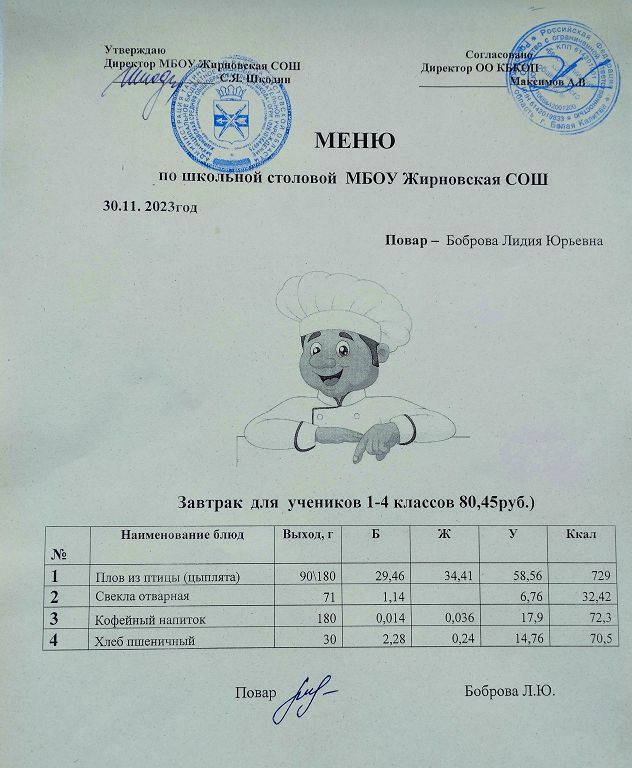 Утверждаю
Согласовано
Директор МБОУ Жирновская СОШ
Директор ОО КБКОП
С.Я. Шкодин
Максимов А.В
МЕНЮ
по школьной столовой МБОУ Жирновская СОШ
30.11. 2023год
Повар – Боброва Лидия Юрьевна
Завтрак для учеников 1-4 классов 80,45руб.)
№ Наименование блюд Выход, г Б Ж У Ккал
1 Плов из птицы (цыплята) 90\180 29,46 34,41 58,56 729
2 Свекла отварная 71 1,14 6,76 32,42
3 Кофейный напиток 180 0,014 0,036 17,9 72,3
4 Хлеб пшеничный 30 2,28 0,24 14,76 70,5
Повар Боброва Л.Ю.